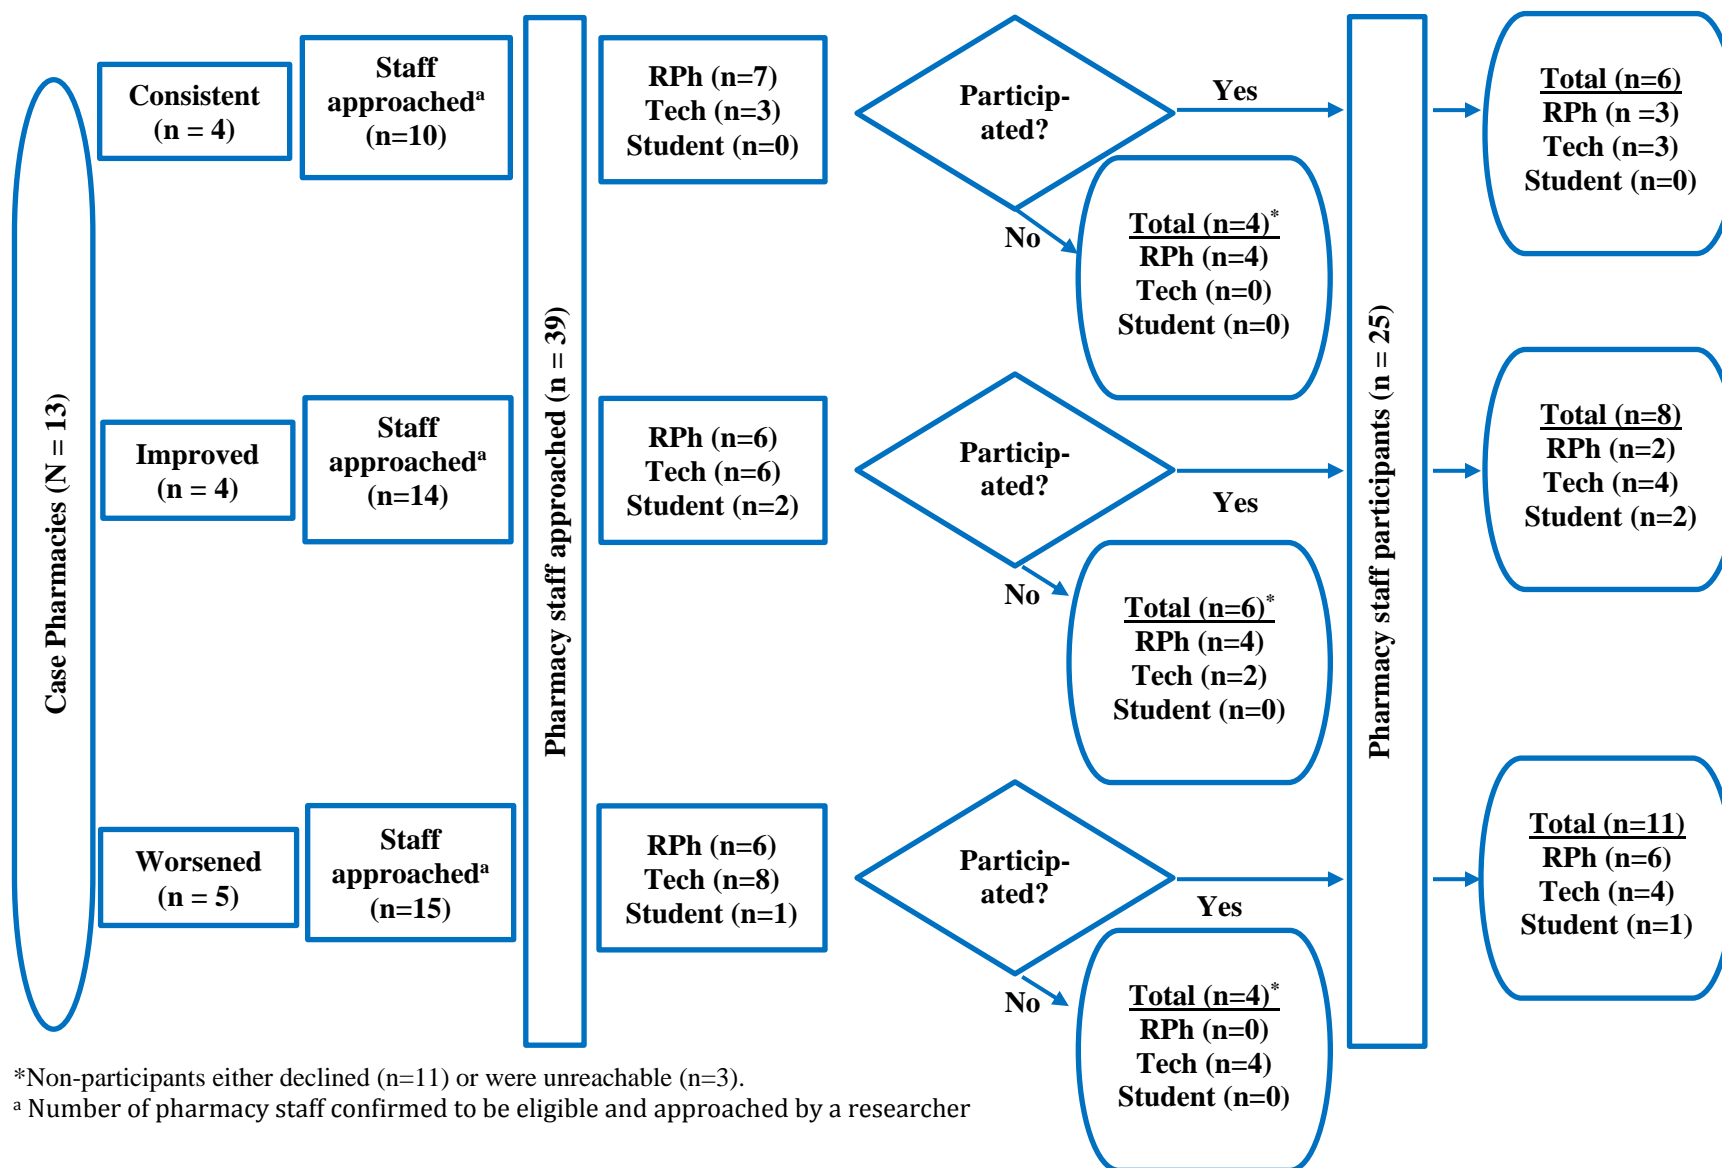 Case Pharmacies (N = 13)
Consistent
(n = 4)
Staff
approachedᵃ
(n=10)
Pharmacy staff approached (n = 39)
RPh (n=7)
Tech (n=3)
Student (n=0)
Particip-
ated?
Yes
No
Total (n=4)*
RPh (n=4)
Tech (n=0)
Student (n=0)
Pharmacy staff participants (n = 25)
Total (n=6)
RPh (n =3)
Tech (n=3)
Student (n=0)
Improved
(n = 4)
Staff
approachedᵃ
(n=14)
RPh (n=6)
Tech (n=6)
Student (n=2)
Particip-
ated?
Yes
No
Total (n=6)*
RPh (n=4)
Tech (n=2)
Student (n=0)
Total (n=8)
RPh (n=2)
Tech (n=4)
Student (n=2)
Worsened
(n = 5)
Staff
approachedᵃ
(n=15)
RPh (n=6)
Tech (n=8)
Student (n=1)
Particip-
ated?
Yes
No
Total (n=4)*
RPh (n=0)
Tech (n=4)
Student (n=0)
Total (n=11)
RPh (n=6)
Tech (n=4)
Student (n=1)
*Non-participants either declined (n=11) or were unreachable (n=3).
ᵃ Number of pharmacy staff confirmed to be eligible and approached by a researcher